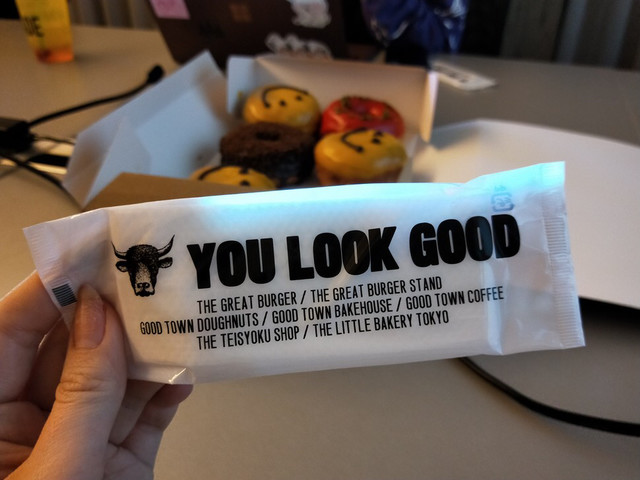 YOU LOOK GOOD
THE GREAT BURGER / THE GREAT BURGER STAND
GOOD TOWN DOUGHNUTS / GOOD TOWN BAKEHOUSE / GOOD TOWN COFFEE
THE TEISYOKU SHOP / THE LITTLE BAKERY TOKYO